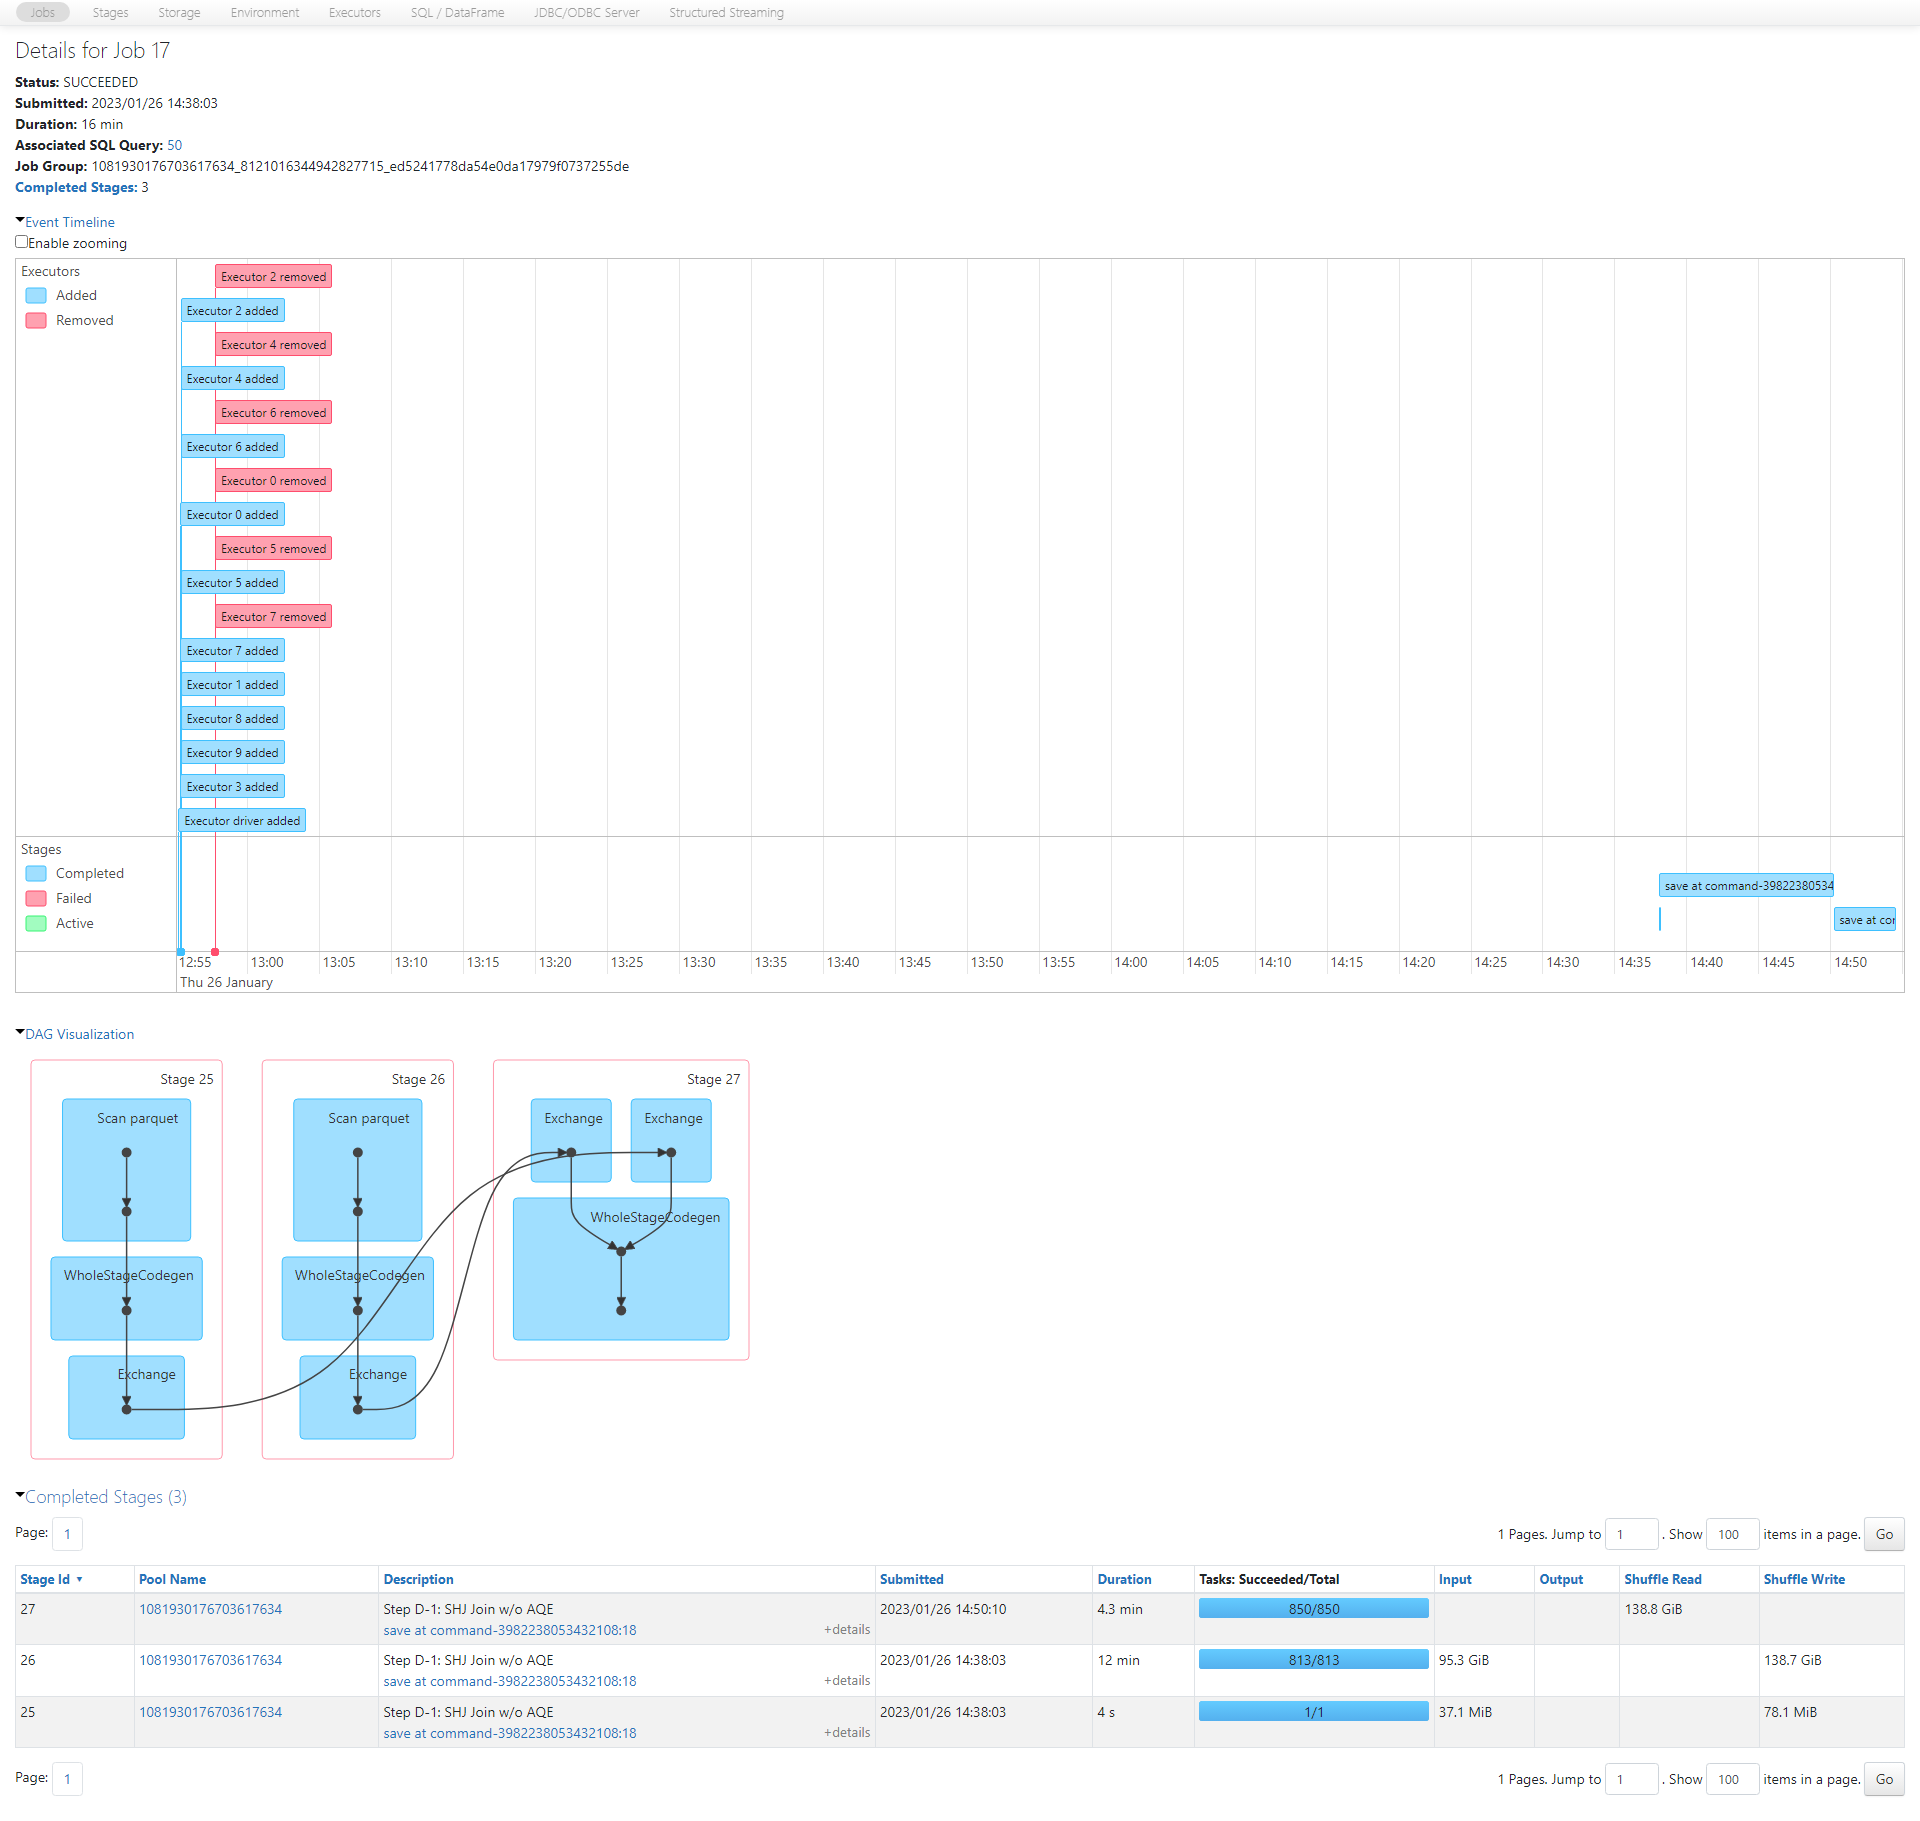 Jobs Stages Storage Environment Executors SQL / DataFrame JDBC/ODBC Server Structured Streaming
Details for Job 17
Status: SUCCEEDED
Submitted: 2023/01/26 14:38:03
Duration: 16 min
Associated SQL Query: 50
Job Group: 1081930176703617634_8121016344942827715_ed5241778da54e0da17979f0737255de
Completed Stages: 3
Event Timeline
Enable zooming
Executors
Added
Removed
Executor 2 removed
Executor 2 added
Executor 4 removed
Executor 4 added
Executor 6 removed
Executor 6 added
Executor 0 removed
Executor 0 added
Executor 5 removed
Executor 5 added
Executor 7 removed
Executor 7 added
Executor 1 added
Executor 8 added
Executor 9 added
Executor 3 added
Executor driver added
Stages
Completed
Failed
Active
save at command-39822380534
save at cor
12:55 13:00 13:05 13:10 13:15 13:20 13:25 13:30 13:35 13:40 13:45 13:50 13:55 14:00 14:05 14:10 14:15 14:20 14:25 14:30 14:35 14:40 14:45 14:50
Thu 26 January
DAG Visualization
Stage 25
Scan parquet
WholeStageCodegen
Exchange
Stage 26
Scan parquet
WholeStageCodegen
Exchange
Stage 27
Exchange Exchange
WholeStageCodegen
Completed Stages (3)
Page: 1 1 Pages. Jump to 1 . Show 100 items in a page. Go
Stage Id ▾ Pool Name Description Submitted Duration Tasks: Succeeded/Total Input Output Shuffle Read Shuffle Write
27 1081930176703617634 Step D-1: SHJ Join w/o AQE 2023/01/26 14:50:10 4.3 min 850/850 138.8 GiB
save at command-3982238053432108:18 +details
26 1081930176703617634 Step D-1: SHJ Join w/o AQE 2023/01/26 14:38:03 12 min 813/813 95.3 GiB 138.7 GiB
save at command-3982238053432108:18 +details
25 1081930176703617634 Step D-1: SHJ Join w/o AQE 2023/01/26 14:38:03 4 s 1/1 37.1 MiB 78.1 MiB
save at command-3982238053432108:18 +details
Page: 1 1 Pages. Jump to 1 . Show 100 items in a page. Go